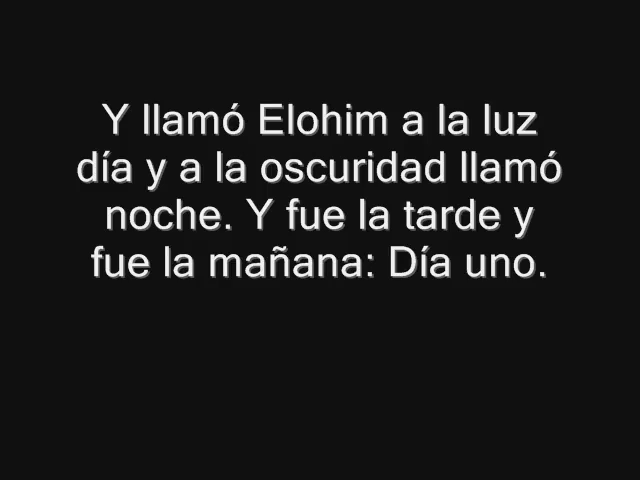 Y llamó Elohim a la luz
día y a la oscuridad llamó
noche. Y fue la tarde y
fue la mañana: Día uno.